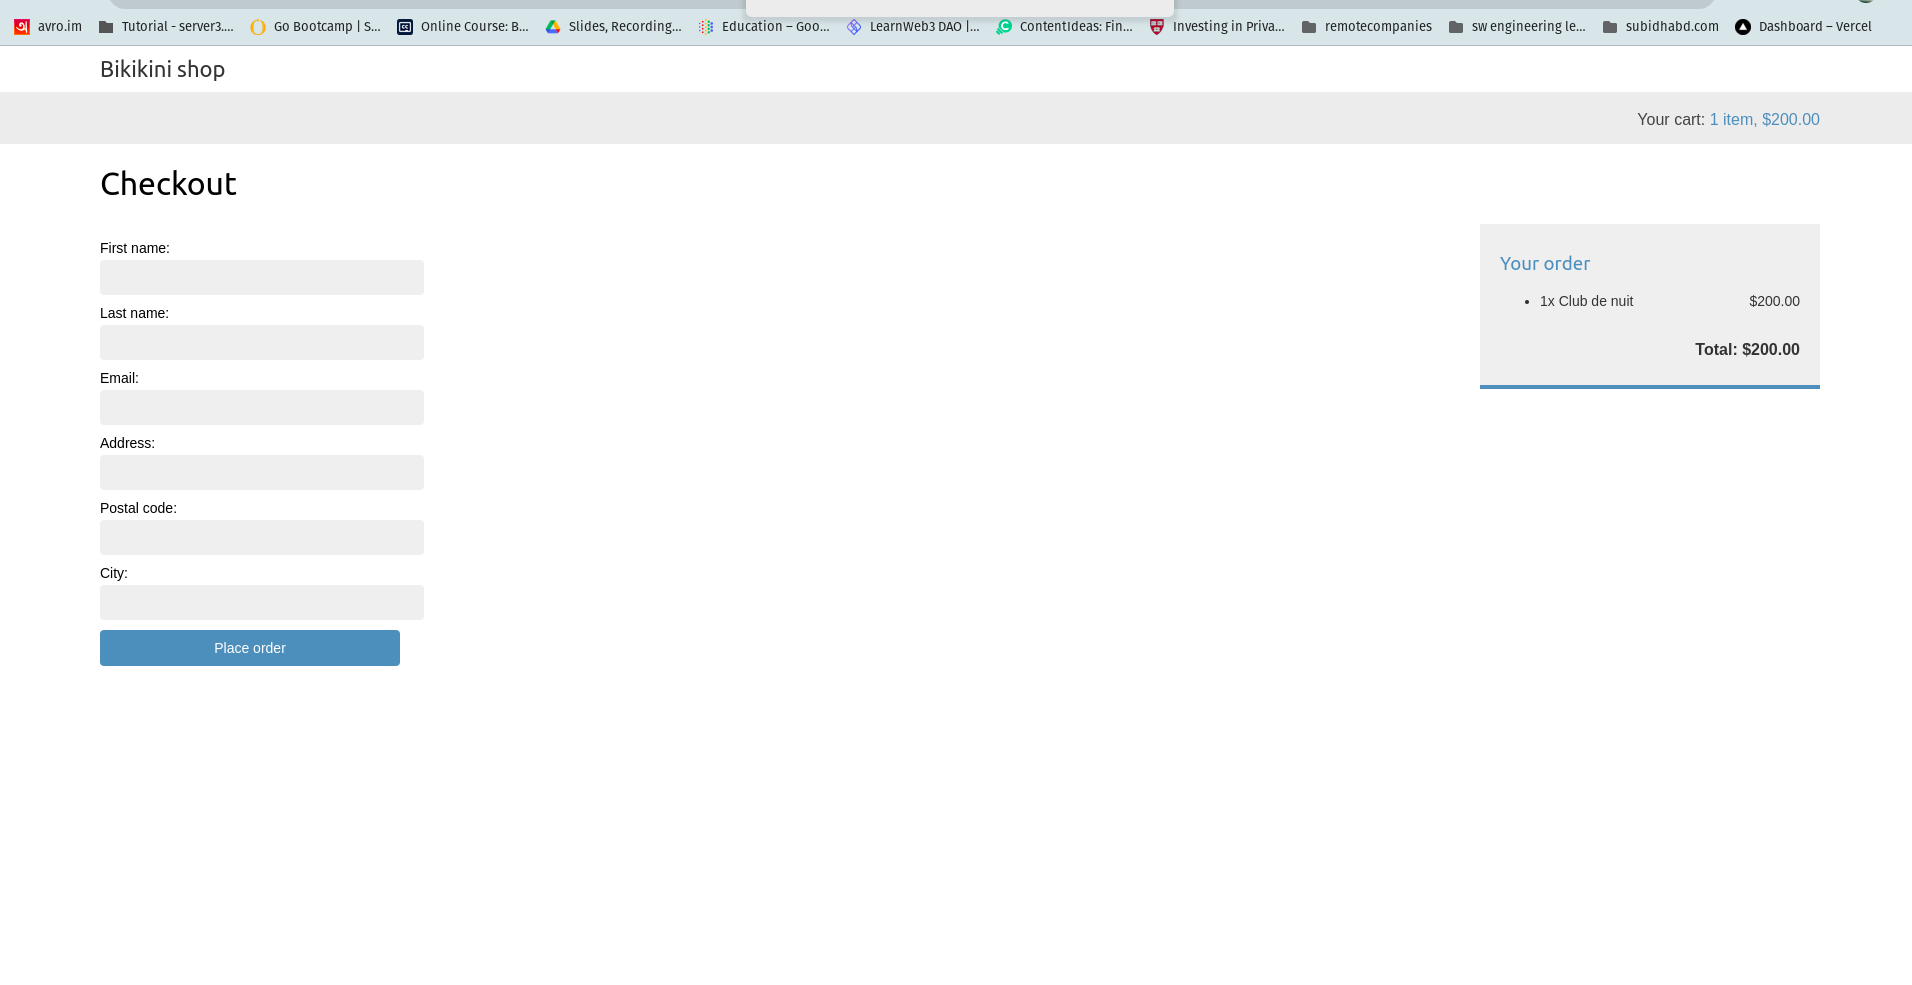 avro.im Tutorial - server3.... Go Bootcamp | S... Online Course: B... Slides, Recording... Education – Goo... LearnWeb3 DAO |... ContentIdeas: Fin... Investing in Priva... remotecompanies sw engineering le... subidhabd.com Dashboard – Vercel
Bikikini shop
Your cart: 1 item, $200.00
Checkout
First name:
Last name:
Email:
Address:
Postal code:
City:
Place order
Your order
1x Club de nuit $200.00
Total: $200.00